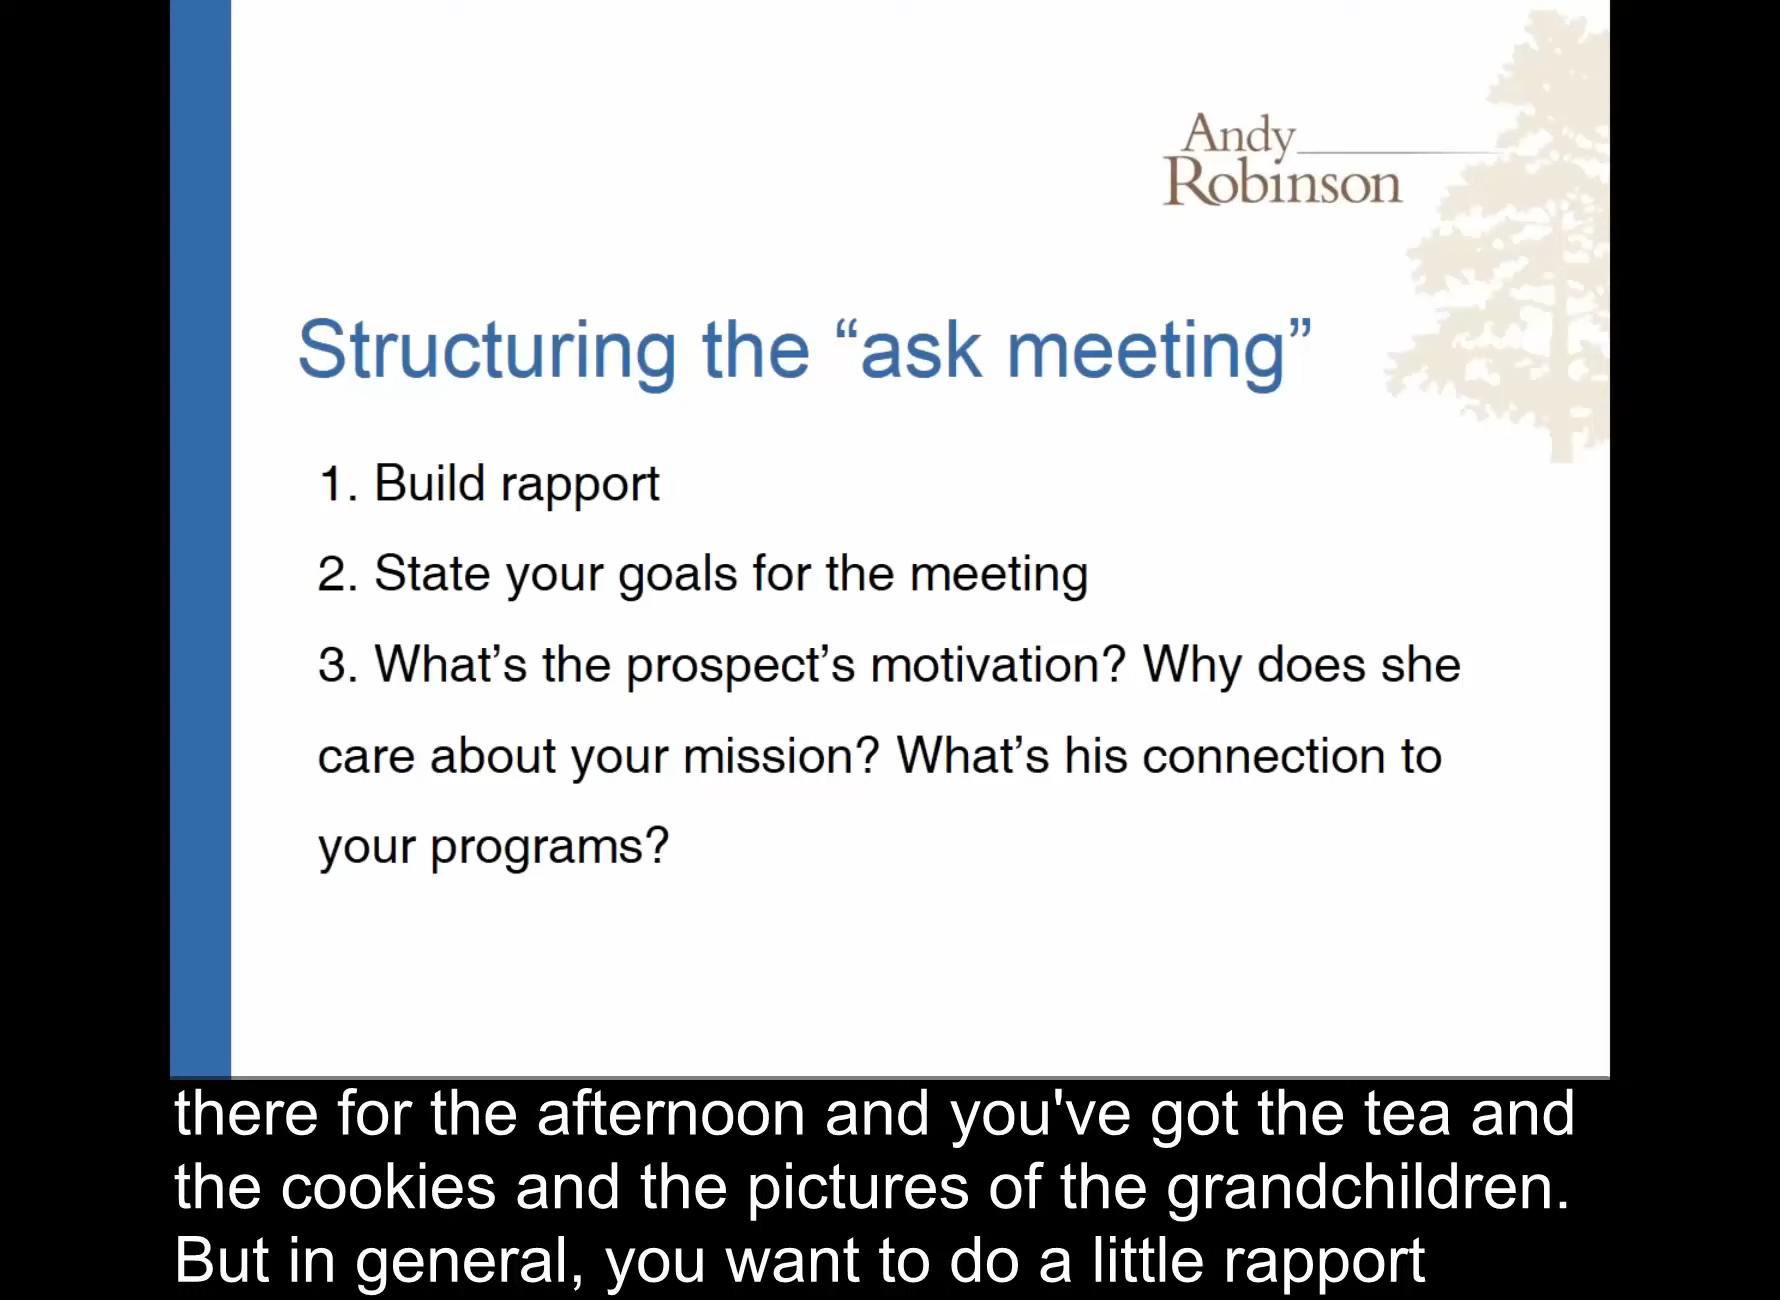 Andy
Robinson
Structuring the “ask meeting”
1. Build rapport
2. State your goals for the meeting
3. What’s the prospect’s motivation? Why does she
care about your mission? What’s his connection to
your programs?
there for the afternoon and you've got the tea and
the cookies and the pictures of the grandchildren.
But in general, you want to do a little rapport